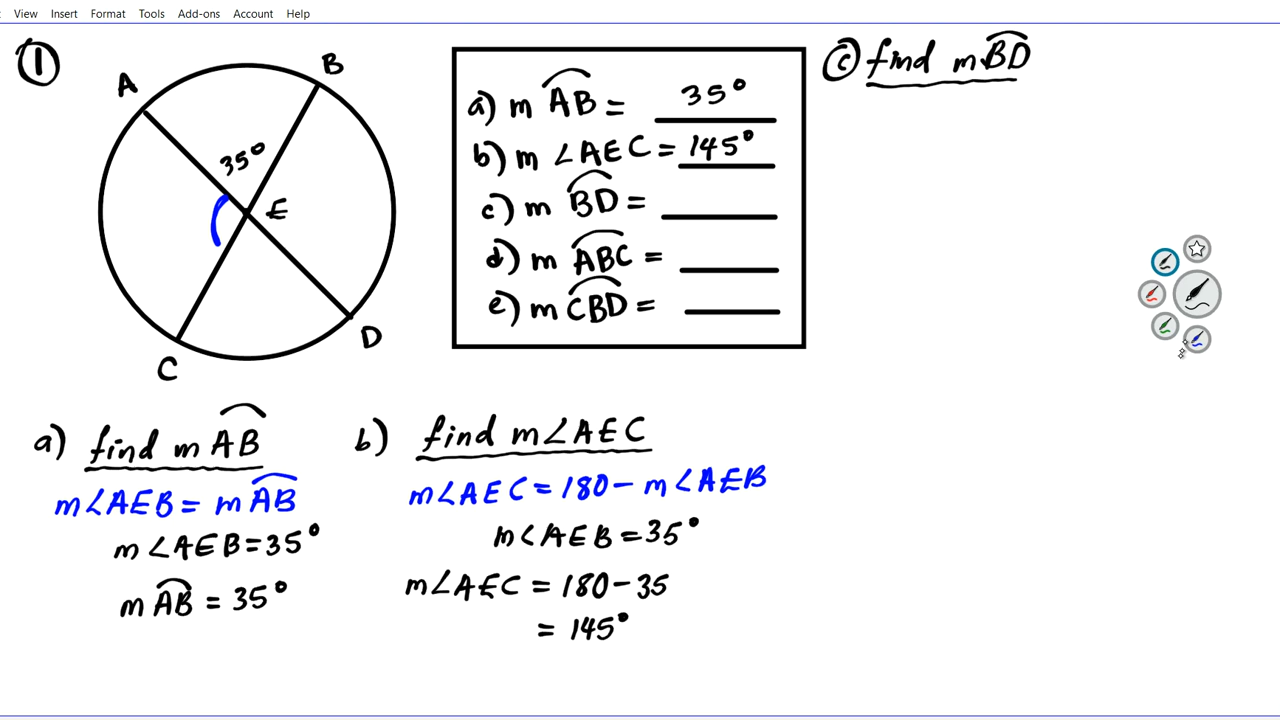 View Insert Format Tools Add-ons Account Help
①
A
B
35°
E
C
D
a) m AB = 35°
b) m ∠AEC = 145°
c) m BD =
d) m ABC =
e) m CBD =
ⓒ find m BD
a) find m AB
m∠AEB = m AB
m∠AEB = 35°
m AB = 35°
b) find m∠AEC
m∠AEC = 180 - m∠AEB
m∠AEB = 35°
m∠AEC = 180 - 35
= 145°